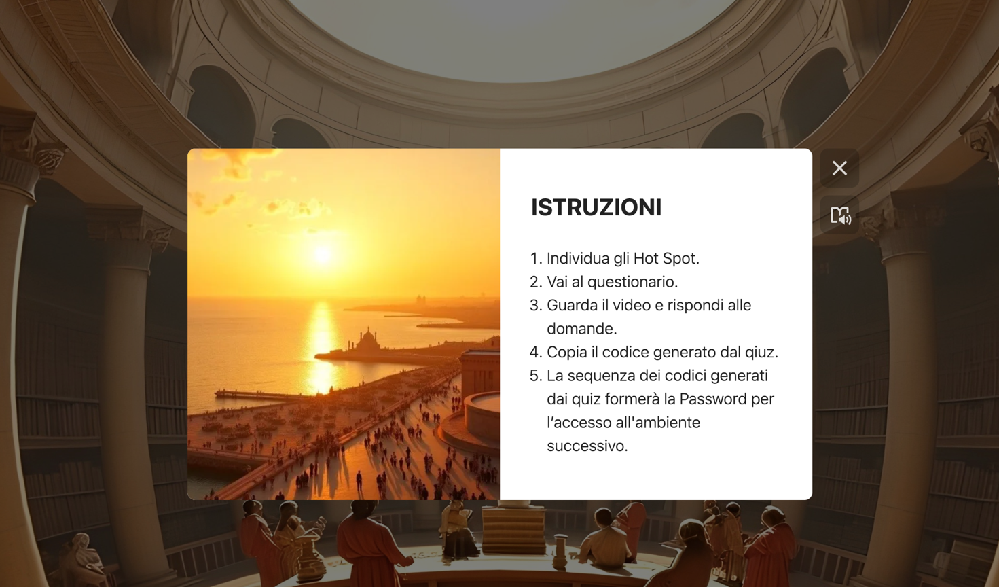 ISTRUZIONI
1. Individua gli Hot Spot.
2. Vai al questionario.
3. Guarda il video e rispondi alle
domande.
4. Copia il codice generato dal qiuz.
5. La sequenza dei codici generati
dai quiz formerà la Password per
l’accesso all'ambiente
successivo.